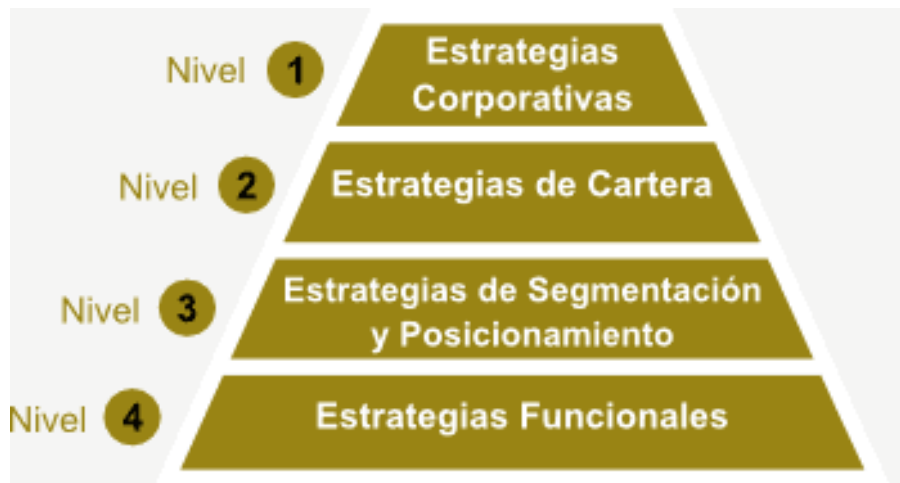 Nivel 1
Estrategias
Corporativas
Nivel 2
Estrategias de Cartera
Nivel 3
Estrategias de Segmentación
y Posicionamiento
Nivel 4
Estrategias Funcionales